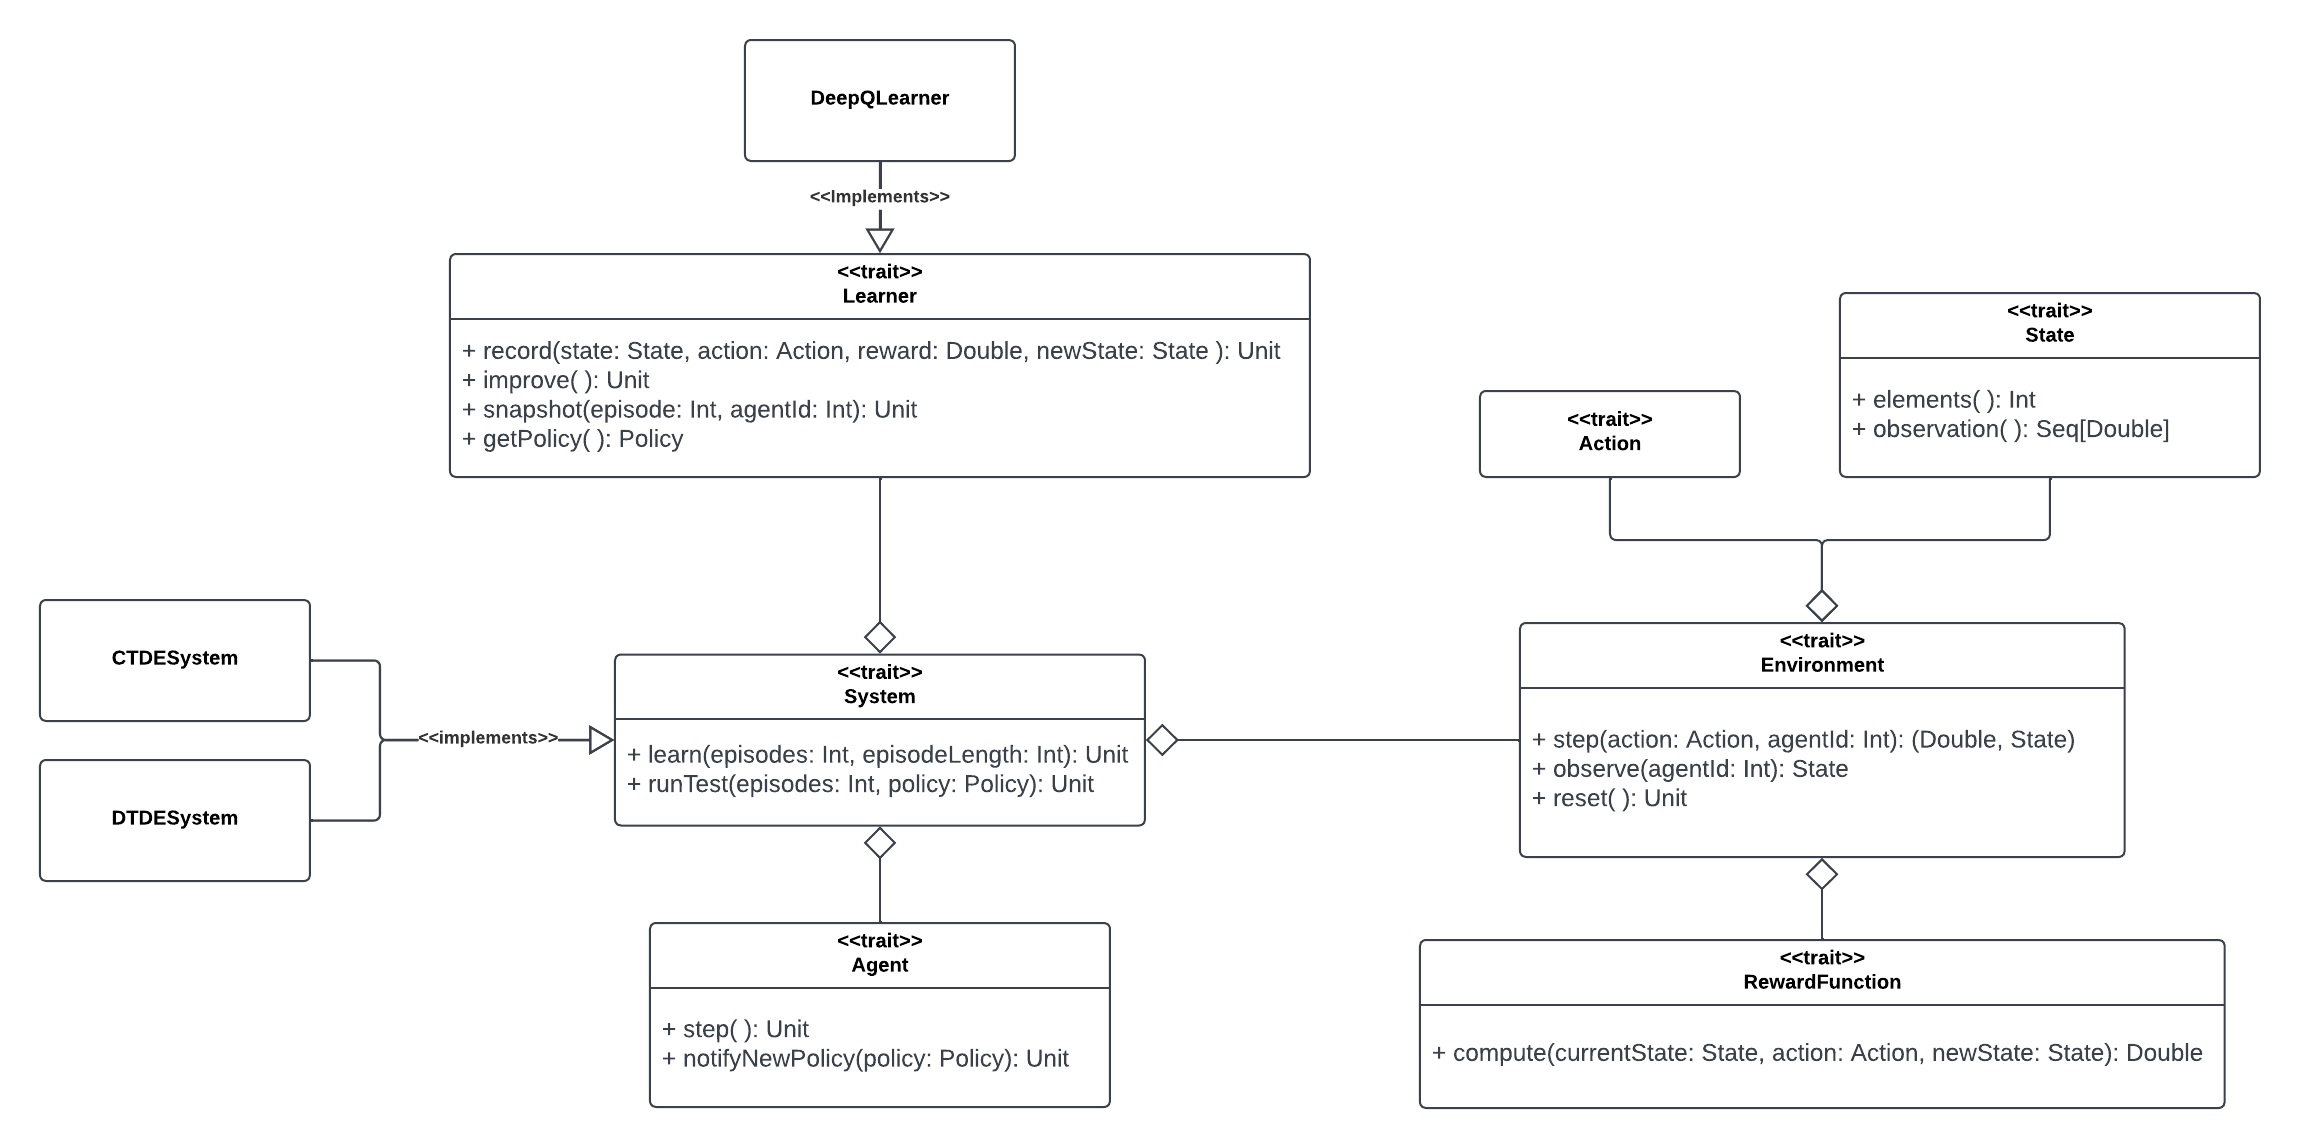 DeepQLearner
<<Implements>>
<<trait>>
Learner
+ record(state: State, action: Action, reward: Double, newState: State ): Unit
+ improve( ): Unit
+ snapshot(episode: Int, agentId: Int): Unit
+ getPolicy( ): Policy
<<trait>>
State
+ elements( ): Int
+ observation( ): Seq[Double]
<<trait>>
Action
CTDESystem
DTDESystem
<<implements>>
<<trait>>
System
+ learn(episodes: Int, episodeLength: Int): Unit
+ runTest(episodes: Int, policy: Policy): Unit
<<trait>>
Environment
+ step(action: Action, agentId: Int): (Double, State)
+ observe(agentId: Int): State
+ reset( ): Unit
<<trait>>
Agent
+ step( ): Unit
+ notifyNewPolicy(policy: Policy): Unit
<<trait>>
RewardFunction
+ compute(currentState: State, action: Action, newState: State): Double